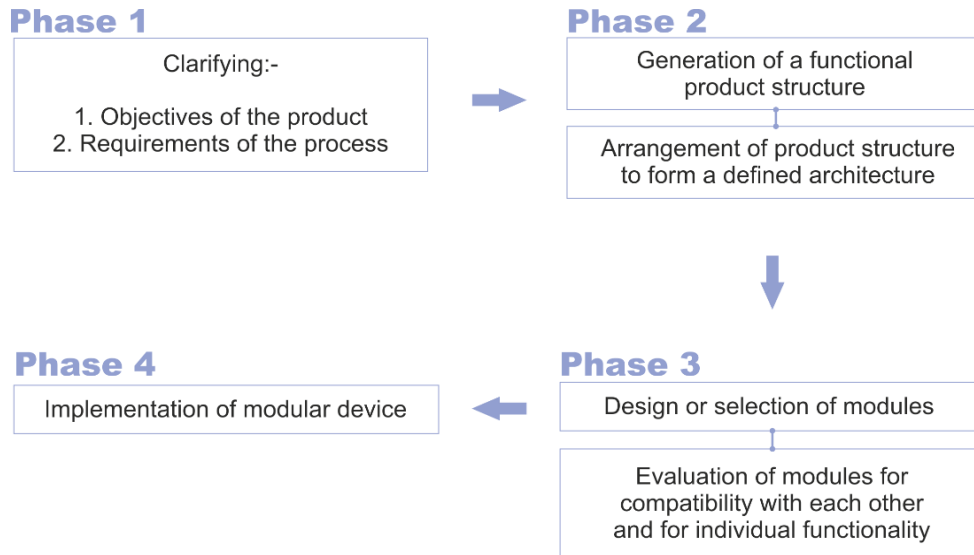 Phase 1
Clarifying:-
1. Objectives of the product
2. Requirements of the process
Phase 2
Generation of a functional
product structure
Arrangement of product structure
to form a defined architecture
Phase 3
Design or selection of modules
Evaluation of modules for
compatibility with each other
and for individual functionality
Phase 4
Implementation of modular device